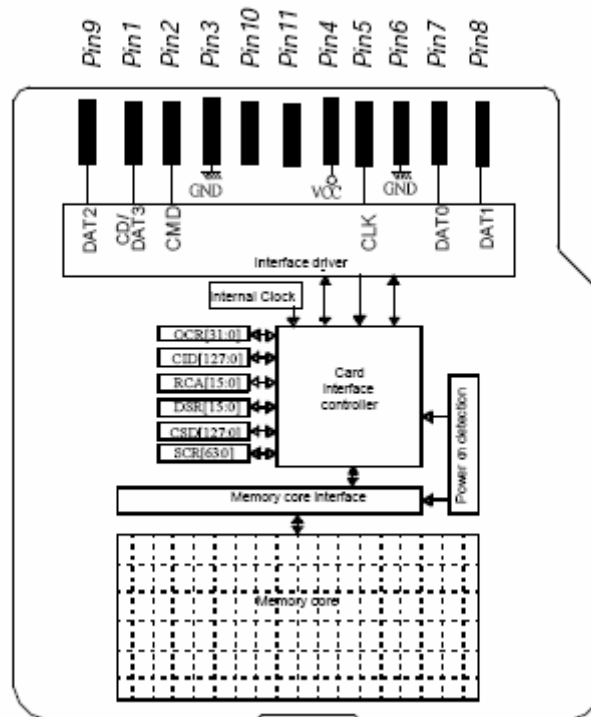 Pin9 Pin1 Pin2 Pin3 Pin10 Pin11 Pin4 Pin5 Pin6 Pin7 Pin8
GND VCC GND
DAT2 CD/DAT3 CMD CLK DAT0 DAT1
Interface driver
Internal Clock
OCR[31:0]
CID[127:0]
RCA[15:0]
DSR[15:0]
CSD[127:0]
SCR[63:0]
Card
Interface
controller
Power on detection
Memory core Interface
Memory core